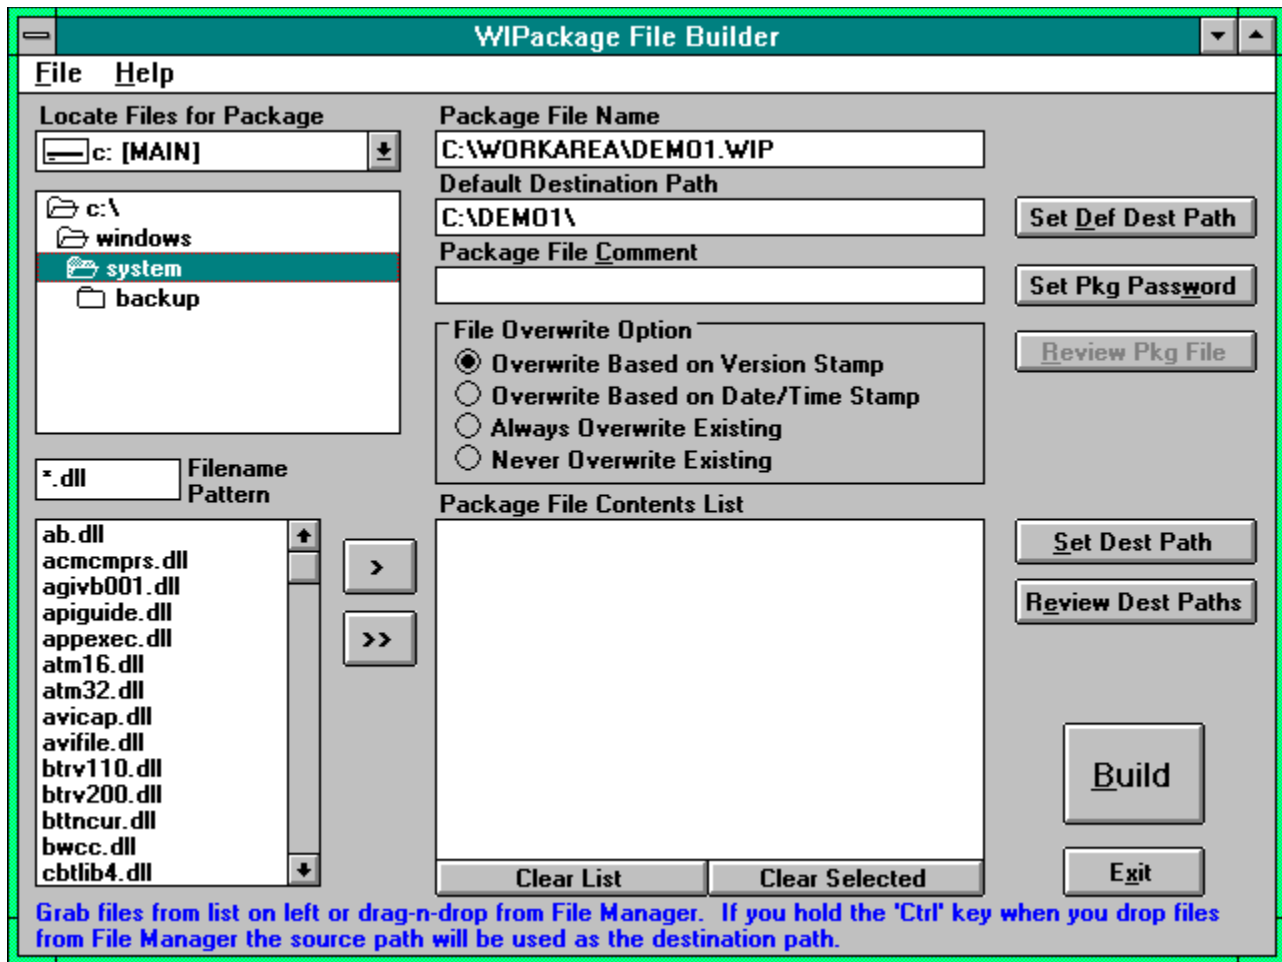 WIPackage File Builder
File Help
Locate Files for Package
c: [MAIN]
c:\
windows
system
backup
*.dll
Filename
Pattern
ab.dll
acmcmprs.dll
agivb001.dll
apiguide.dll
appexec.dll
atm16.dll
atm32.dll
avicap.dll
avifile.dll
btrv110.dll
btrv200.dll
bttncur.dll
bwcc.dll
cbtlib4.dll
>
>>
Package File Name
C:\WORKAREA\DEMO1.WIP
Default Destination Path
C:\DEMO1\
Package File Comment
File Overwrite Option
Overwrite Based on Version Stamp
Overwrite Based on Date/Time Stamp
Always Overwrite Existing
Never Overwrite Existing
Package File Contents List
Clear List
Clear Selected
Set Def Dest Path
Set Pkg Password
Review Pkg File
Set Dest Path
Review Dest Paths
Build
Exit
Grab files from list on left or drag-n-drop from File Manager. If you hold the 'Ctrl' key when you drop files
from File Manager the source path will be used as the destination path.